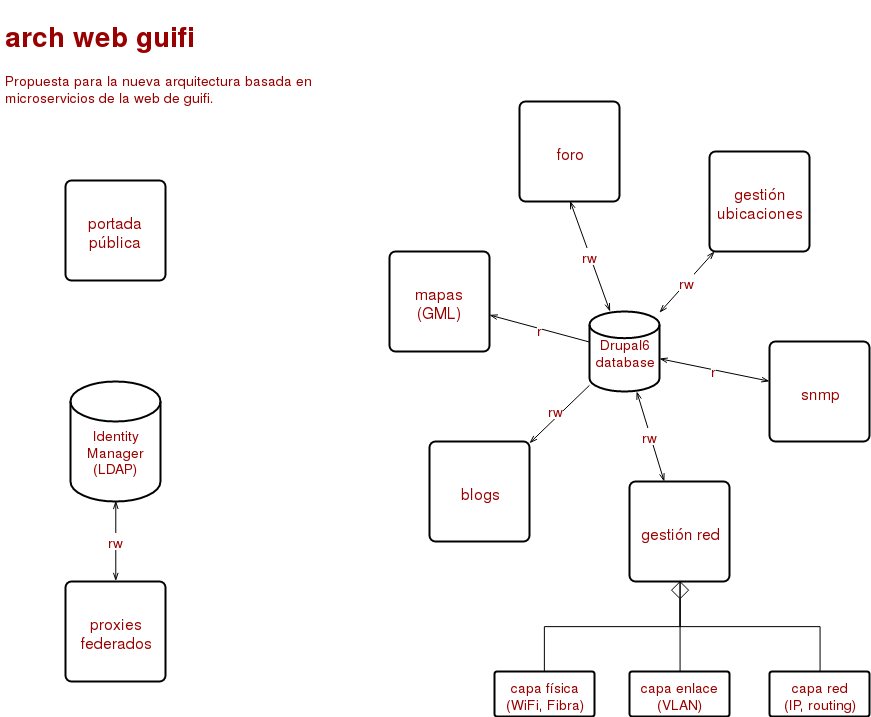 arch web guifi
Propuesta para la nueva arquitectura basada en
microservicios de la web de guifi.
foro
gestión
ubicaciones
portada
pública
rw
rw
mapas
(GML)
r
Drupal6
database
r
snmp
rw
rw
Identity
Manager
(LDAP)
blogs
gestión red
rw
proxies
federados
capa física
(WiFi, Fibra)
capa enlace
(VLAN)
capa red
(IP, routing)